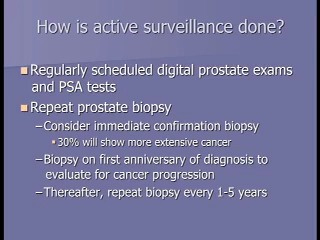 How is active surveillance done?
Regularly scheduled digital prostate exams
and PSA tests
Repeat prostate biopsy
–Consider immediate confirmation biopsy
30% will show more extensive cancer
–Biopsy on first anniversary of diagnosis to
evaluate for cancer progression
–Thereafter, repeat biopsy every 1-5 years